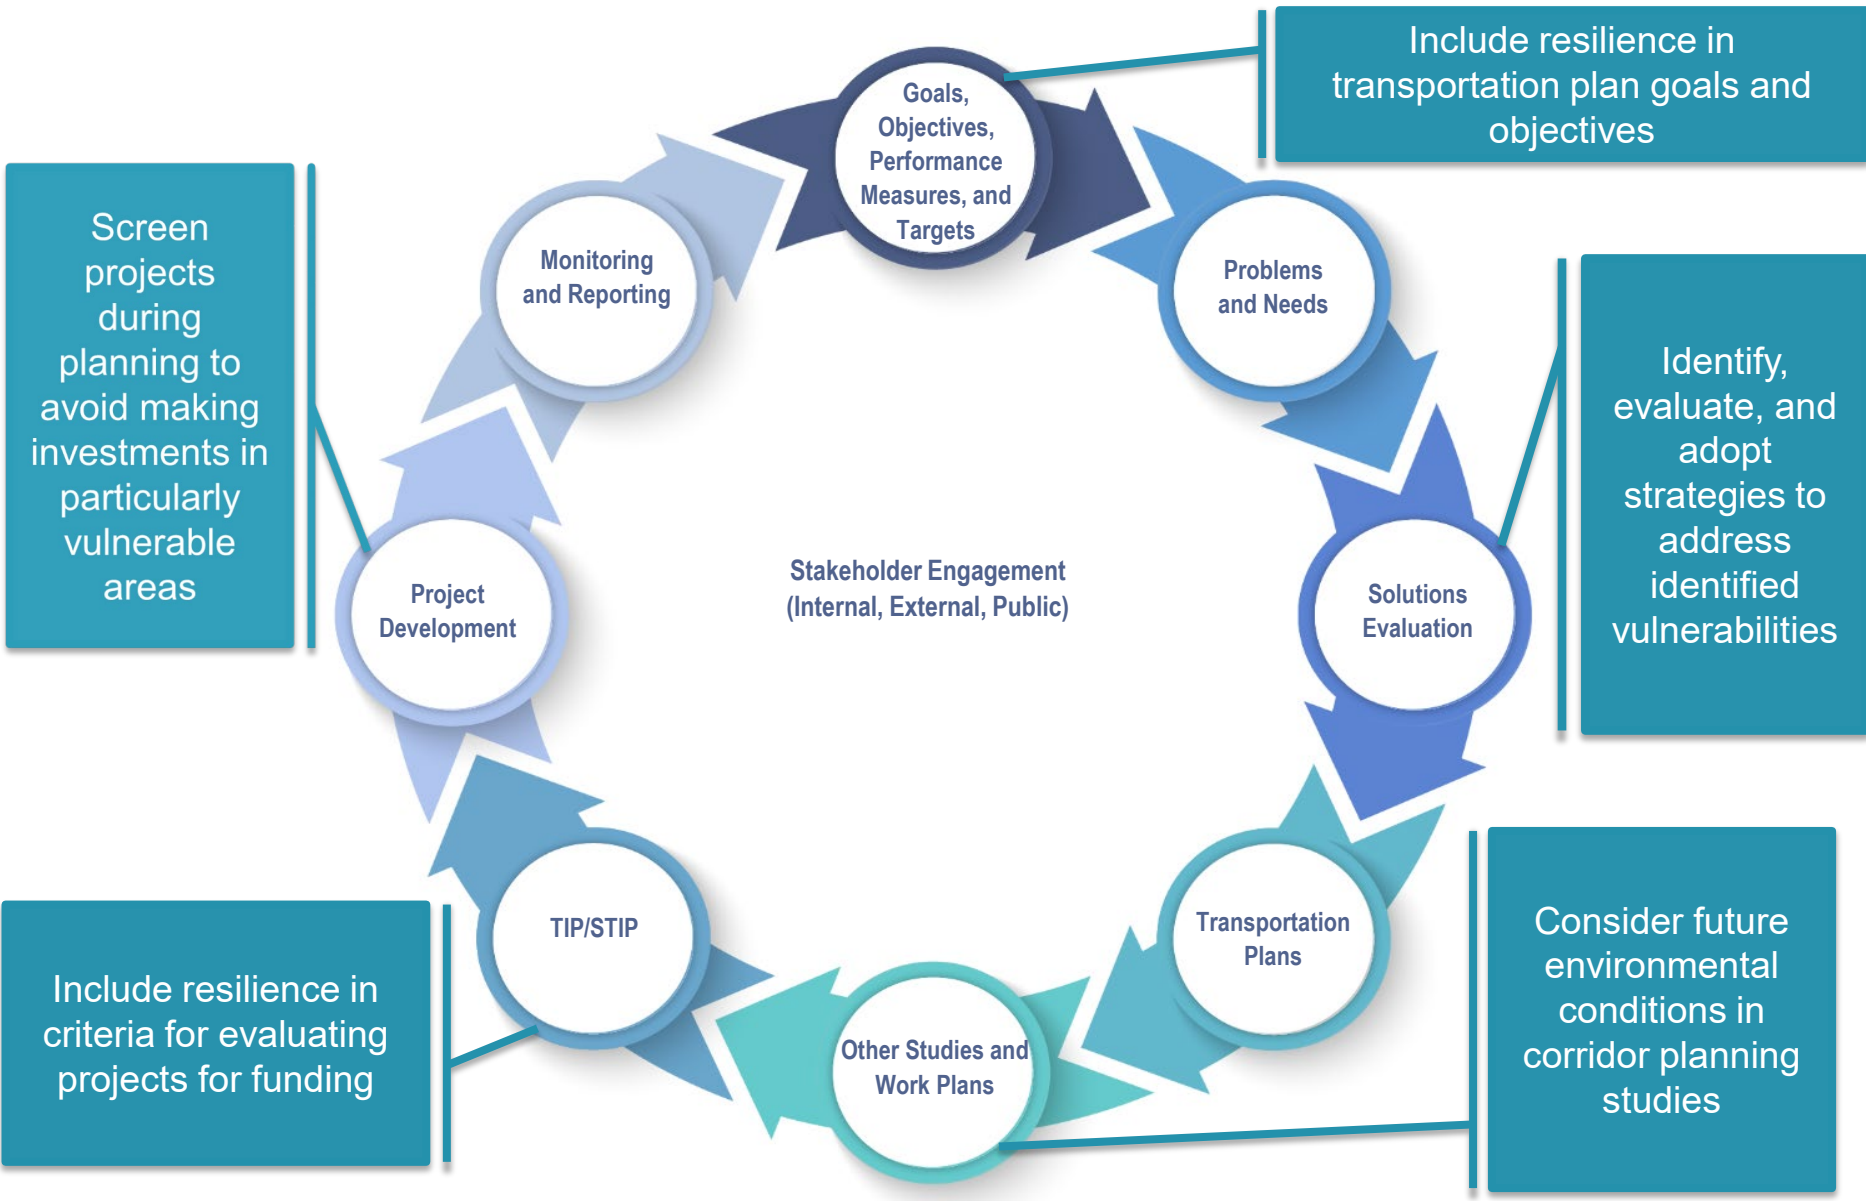 Include resilience in
transportation plan goals and
objectives
Goals,
Objectives,
Performance
Measures, and
Targets
Screen
projects
during
planning to
avoid making
investments in
particularly
vulnerable
areas
Monitoring
and Reporting
Problems
and Needs
Identify,
evaluate, and
adopt
strategies to
address
identified
vulnerabilities
Stakeholder Engagement
(Internal, External, Public)
Project
Development
Solutions
Evaluation
TIP/STIP
Transportation
Plans
Include resilience in
criteria for evaluating
projects for funding
Other Studies and
Work Plans
Consider future
environmental
conditions in
corridor planning
studies